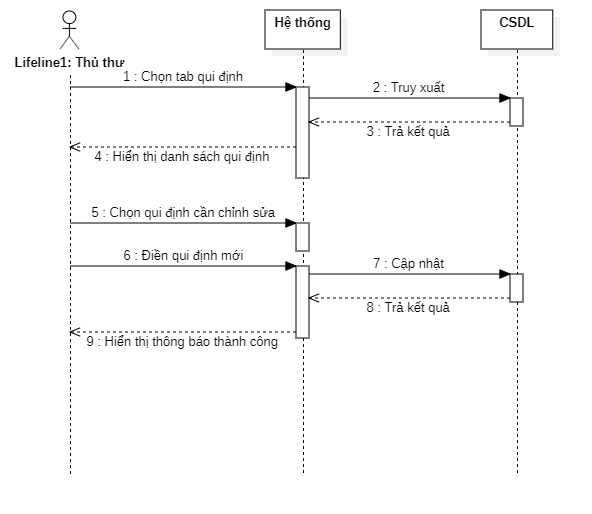 Hệ thống
CSDL
Lifeline1: Thủ thư
1 : Chọn tab qui định
2 : Truy xuất
3 : Trả kết quả
4 : Hiển thị danh sách qui định
5 : Chọn qui định cần chỉnh sửa
6 : Điền qui định mới
7 : Cập nhật
8 : Trả kết quả
9 : Hiển thị thông báo thành công